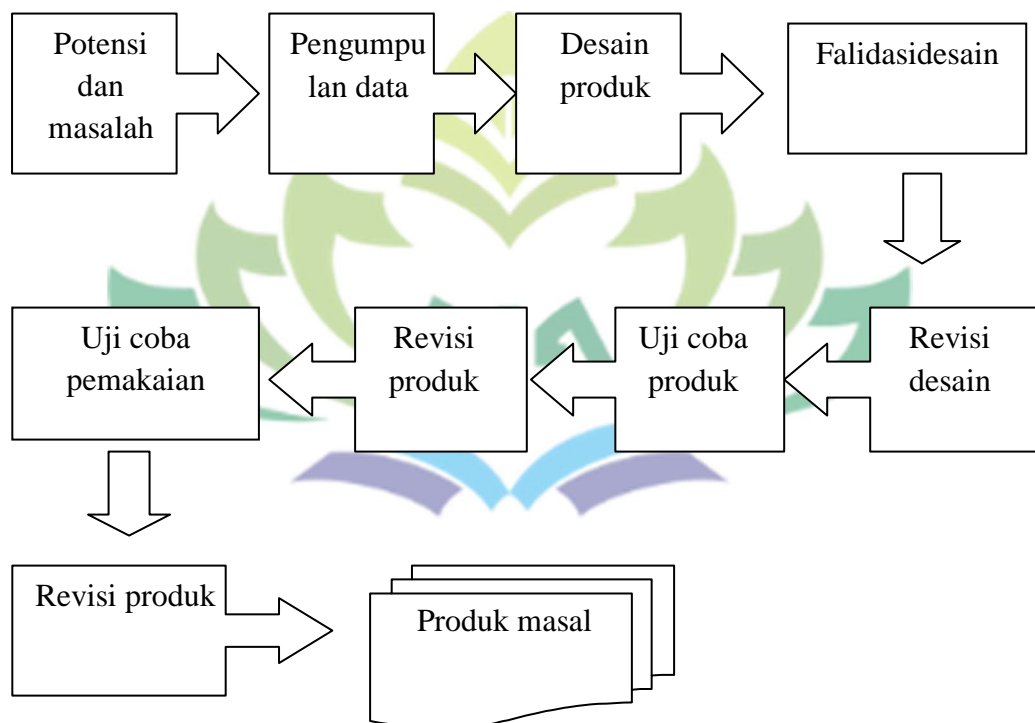 Potensi
dan
masalah
Pengumpu
lan data
Desain
produk
Falidasidesain
Revisi
desain
Uji coba
produk
Revisi
produk
Uji coba
pemakaian
Revisi produk
Produk masal